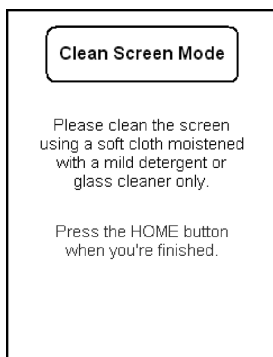 Clean Screen Mode
Please clean the screen
using a soft cloth moistened
with a mild detergent or
glass cleaner only.
Press the HOME button
when you're finished.